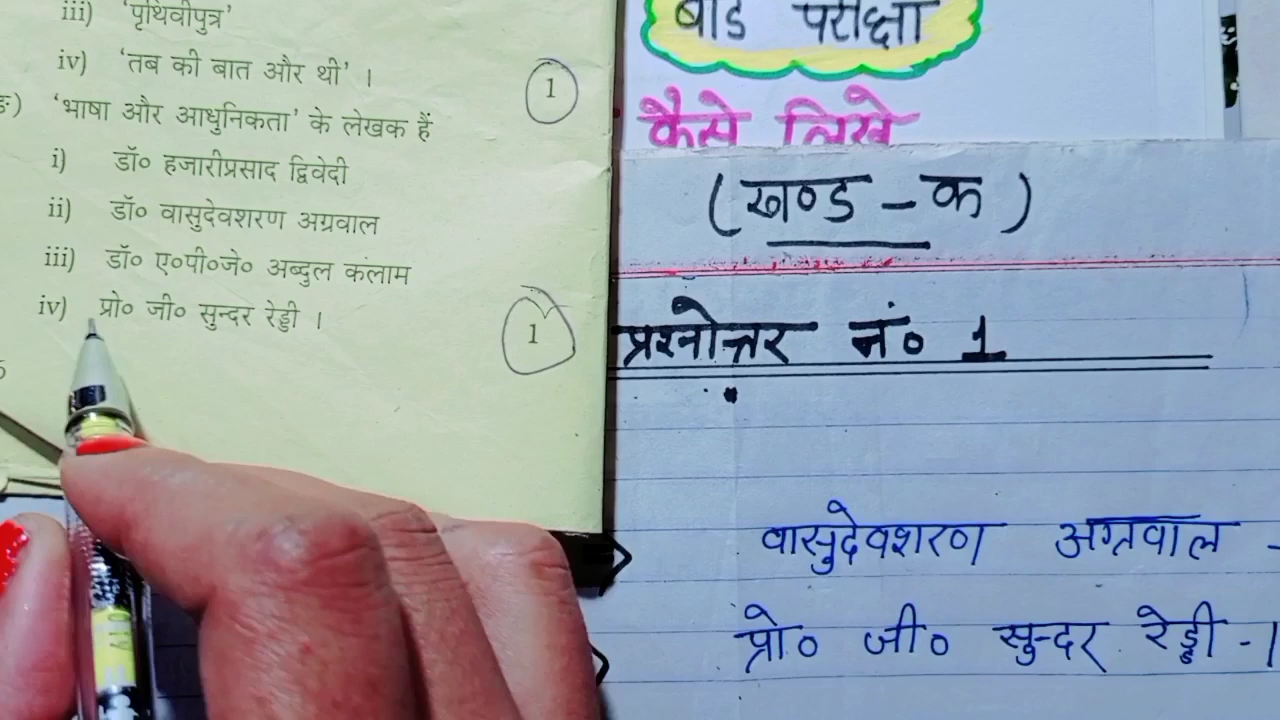 iii) 'पृथिवीपुत्र'
iv) 'तब की बात और थी' ।
1
ङ) 'भाषा और आधुनिकता' के लेखक हैं
i) डॉ० हजारीप्रसाद द्विवेदी
ii) डॉ० वासुदेवशरण अग्रवाल
iii) डॉ० ए०पी०जे० अब्दुल कलाम
iv) प्रो० जी० सुन्दर रेड्डी ।
1
बोर्ड परीक्षा
कैसे लिखे
(खण्ड - क)
प्रश्नोत्तर नं० 1
वासुदेवशरण अग्रवाल -
प्रो० जी० सुन्दर रेड्डी - |